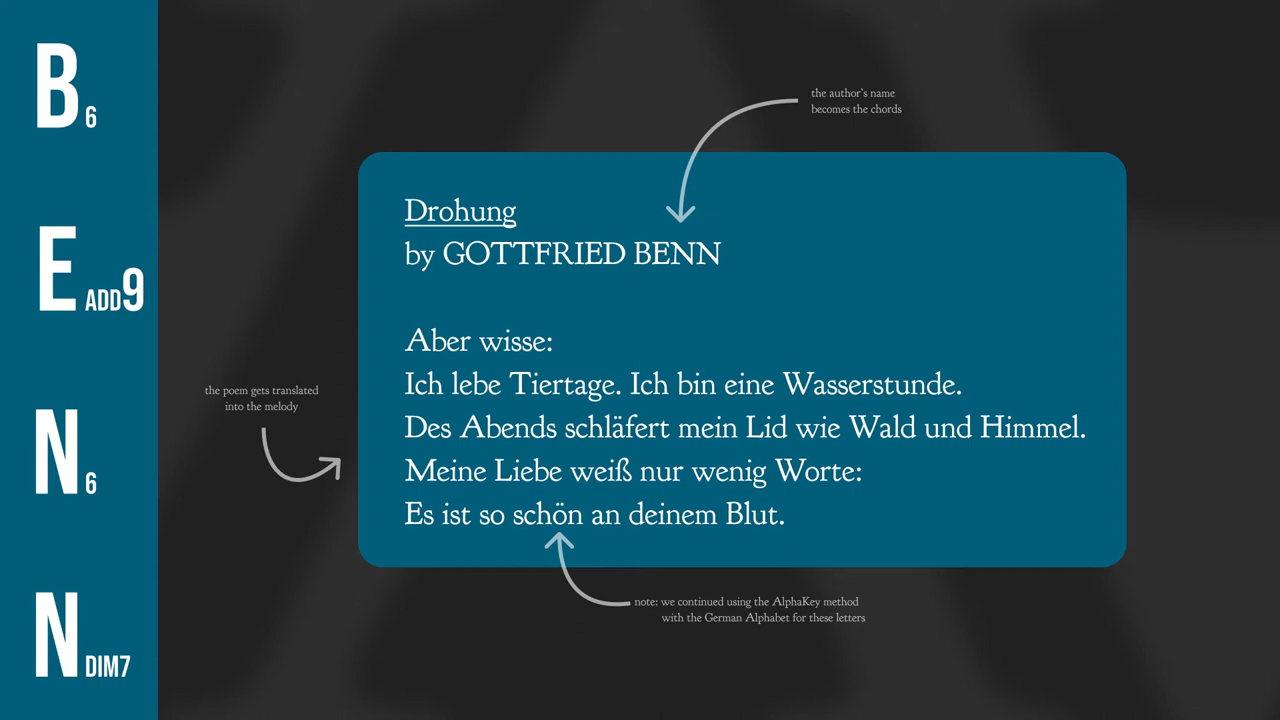 B6
E ADD9
N6
N DIM7
the author's name
becomes the chords
Drohung
by GOTTFRIED BENN
Aber wisse:
Ich lebe Tiertage. Ich bin eine Wasserstunde.
Des Abends schläfert mein Lid wie Wald und Himmel.
Meine Liebe weiß nur wenig Worte:
Es ist so schön an deinem Blut.
the poem gets translated
into the melody
note: we continued using the AlphaKey method
with the German Alphabet for these letters